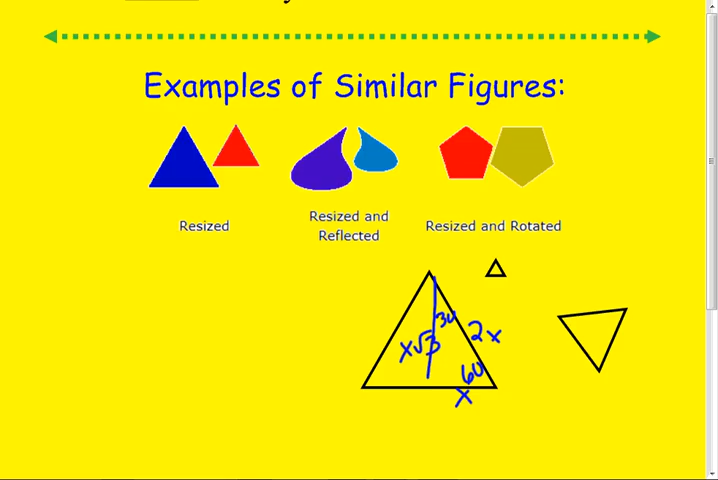 Examples of Similar Figures:
Resized
Resized and
Reflected
Resized and Rotated
30
x√3
2x
60
x